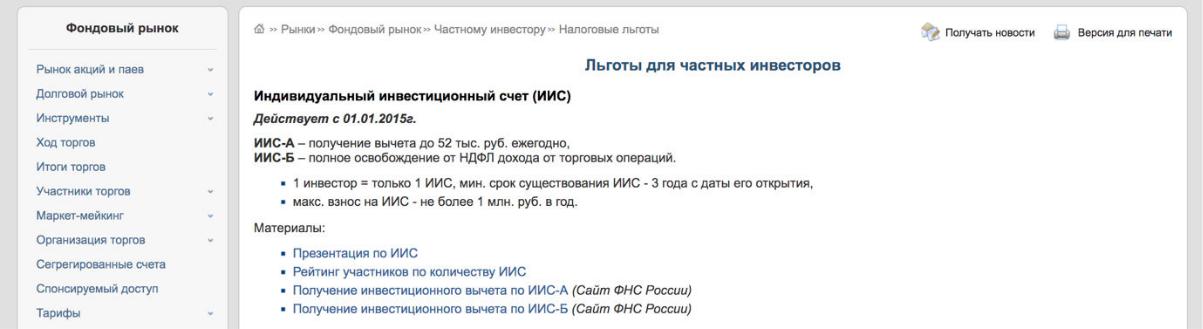 Фондовый рынок
Рынок акций и паев
Долговой рынок
Инструменты
Ход торгов
Итоги торгов
Участники торгов
Маркет-мейкинг
Организация торгов
Сегрегированные счета
Спонсируемый доступ
Тарифы
»» Рынки »» Фондовый рынок »» Частному инвестору »» Налоговые льготы
Получать новости
Версия для печати
Льготы для частных инвесторов
Индивидуальный инвестиционный счет (ИИС)
Действует с 01.01.2015г.
ИИС-А – получение вычета до 52 тыс. руб. ежегодно,
ИИС-Б – полное освобождение от НДФЛ дохода от торговых операций.
▪ 1 инвестор = только 1 ИИС, мин. срок существования ИИС - 3 года с даты его открытия,
▪ макс. взнос на ИИС - не более 1 млн. руб. в год.
Материалы:
▪ Презентация по ИИС
▪ Рейтинг участников по количеству ИИС
▪ Получение инвестиционного вычета по ИИС-А (Сайт ФНС России)
▪ Получение инвестиционного вычета по ИИС-Б (Сайт ФНС России)